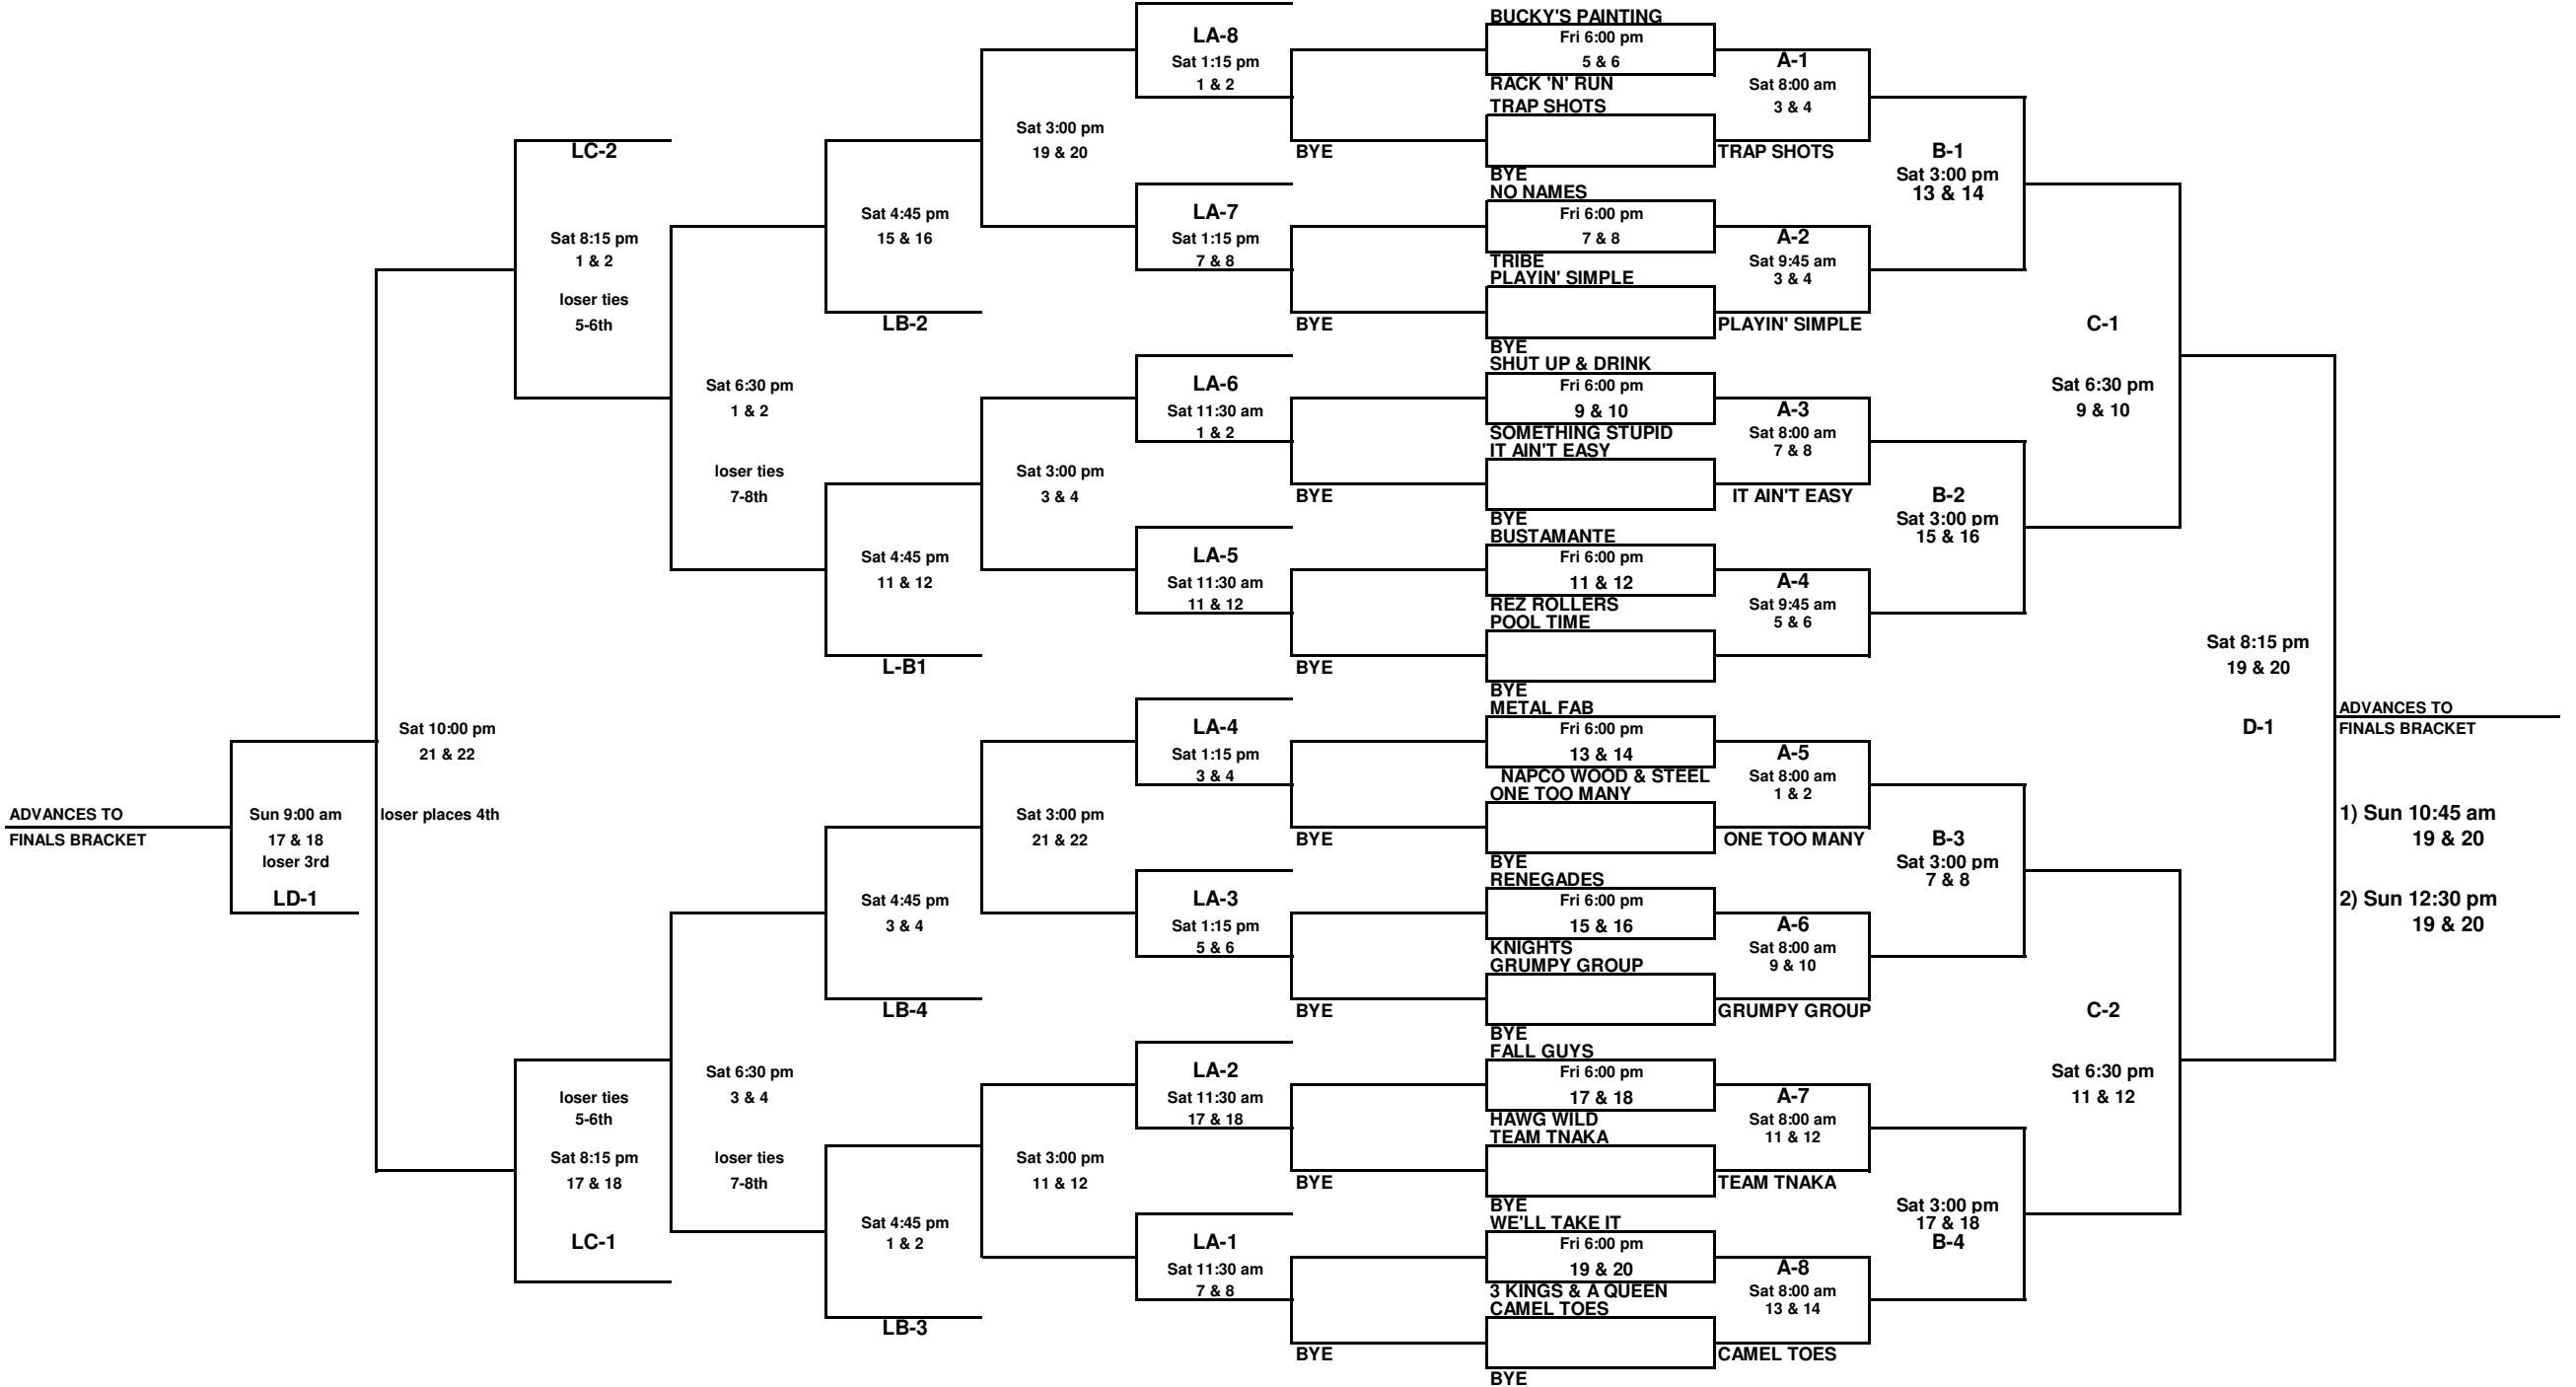 LC-2
Sat 8:15 pm
1 & 2
loser ties
5-6th
Sat 10:00 pm
21 & 22
loser places 4th
ADVANCES TO
FINALS BRACKET
Sun 9:00 am
17 & 18
loser 3rd
LD-1
loser ties
5-6th
Sat 8:15 pm
17 & 18
LC-1
Sat 6:30 pm
1 & 2
loser ties
7-8th
Sat 6:30 pm
3 & 4
loser ties
7-8th
Sat 4:45 pm
15 & 16
LB-2
Sat 4:45 pm
11 & 12
L-B1
Sat 4:45 pm
3 & 4
LB-4
Sat 4:45 pm
1 & 2
LB-3
Sat 3:00 pm
19 & 20
Sat 3:00 pm
3 & 4
Sat 3:00 pm
21 & 22
Sat 3:00 pm
11 & 12
LA-8
Sat 1:15 pm
1 & 2
LA-7
Sat 1:15 pm
7 & 8
LA-6
Sat 11:30 am
1 & 2
LA-5
Sat 11:30 am
11 & 12
LA-4
Sat 1:15 pm
3 & 4
LA-3
Sat 1:15 pm
5 & 6
LA-2
Sat 11:30 am
17 & 18
LA-1
Sat 11:30 am
7 & 8
BYE
BYE
BYE
BYE
BYE
BYE
BYE
BYE
BUCKY'S PAINTING
Fri 6:00 pm
5 & 6
RACK 'N' RUN
TRAP SHOTS
BYE
NO NAMES
Fri 6:00 pm
7 & 8
TRIBE
PLAYIN' SIMPLE
BYE
SHUT UP & DRINK
Fri 6:00 pm
9 & 10
SOMETHING STUPID
IT AIN'T EASY
BYE
BUSTAMANTE
Fri 6:00 pm
11 & 12
REZ ROLLERS
POOL TIME
BYE
METAL FAB
Fri 6:00 pm
13 & 14
NAPCO WOOD & STEEL
ONE TOO MANY
BYE
RENEGADES
Fri 6:00 pm
15 & 16
KNIGHTS
GRUMPY GROUP
BYE
FALL GUYS
Fri 6:00 pm
17 & 18
HAWG WILD
TEAM TNAKA
BYE
WE'LL TAKE IT
Fri 6:00 pm
19 & 20
3 KINGS & A QUEEN
CAMEL TOES
BYE
A-1
Sat 8:00 am
3 & 4
TRAP SHOTS
A-2
Sat 9:45 am
3 & 4
PLAYIN' SIMPLE
A-3
Sat 8:00 am
7 & 8
IT AIN'T EASY
A-4
Sat 9:45 am
5 & 6
A-5
Sat 8:00 am
1 & 2
ONE TOO MANY
A-6
Sat 8:00 am
9 & 10
GRUMPY GROUP
A-7
Sat 8:00 am
11 & 12
TEAM TNAKA
A-8
Sat 8:00 am
13 & 14
CAMEL TOES
B-1
Sat 3:00 pm
13 & 14
B-2
Sat 3:00 pm
15 & 16
B-3
Sat 3:00 pm
7 & 8
Sat 3:00 pm
17 & 18
B-4
C-1
Sat 6:30 pm
9 & 10
C-2
Sat 6:30 pm
11 & 12
Sat 8:15 pm
19 & 20
D-1
ADVANCES TO
FINALS BRACKET
1) Sun 10:45 am
19 & 20
2) Sun 12:30 pm
19 & 20